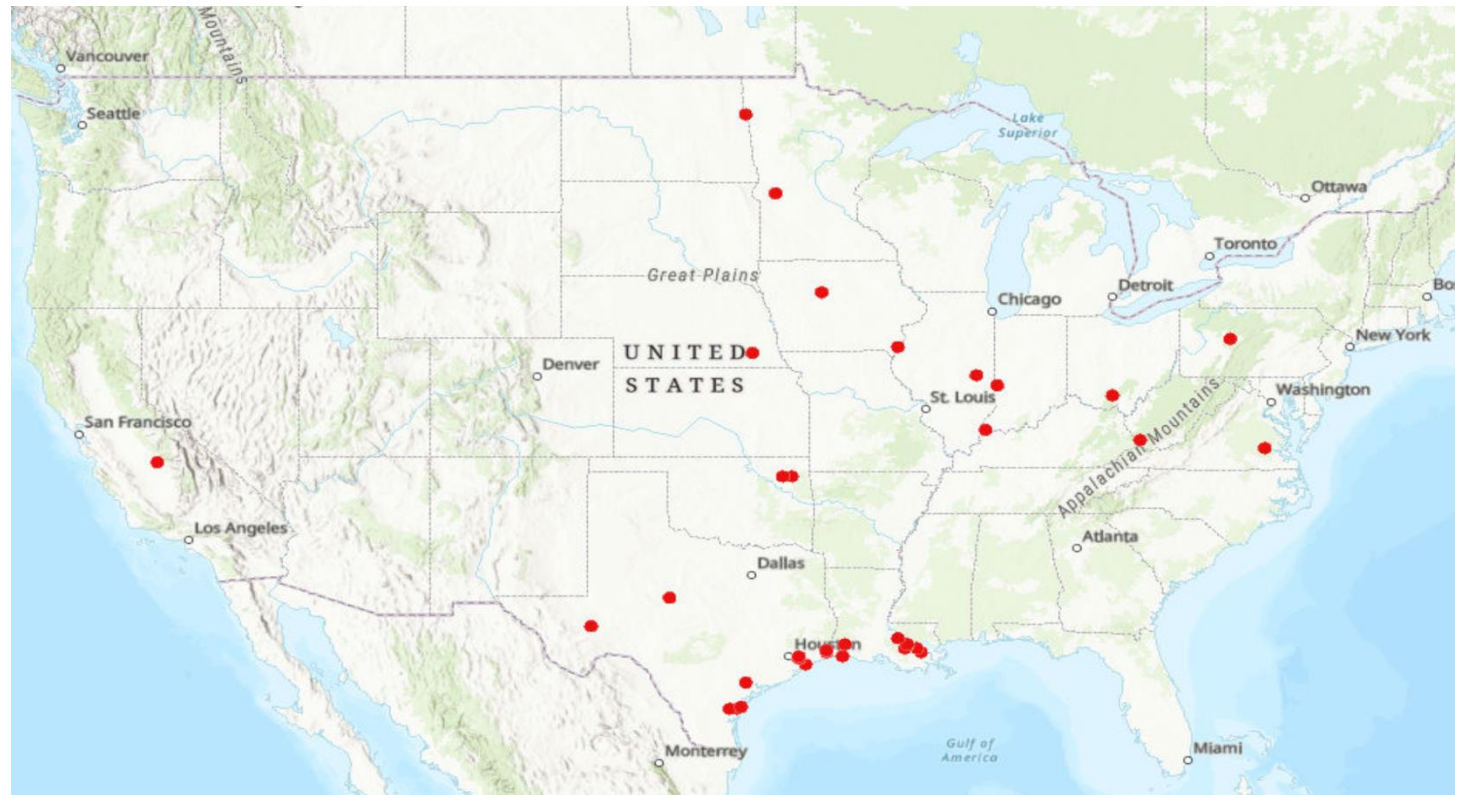 Mountains
Vancouver
Seattle
Lake
Superior
Ottawa
Toronto
Great Plains
Detroit
Chicago
Bo
New York
UNITED
STATES
Denver
Washington
St. Louis
San Francisco
Appalachian Mountains
Los Angeles
Atlanta
Dallas
Houston
Gulf of
America
Monterrey
Miami